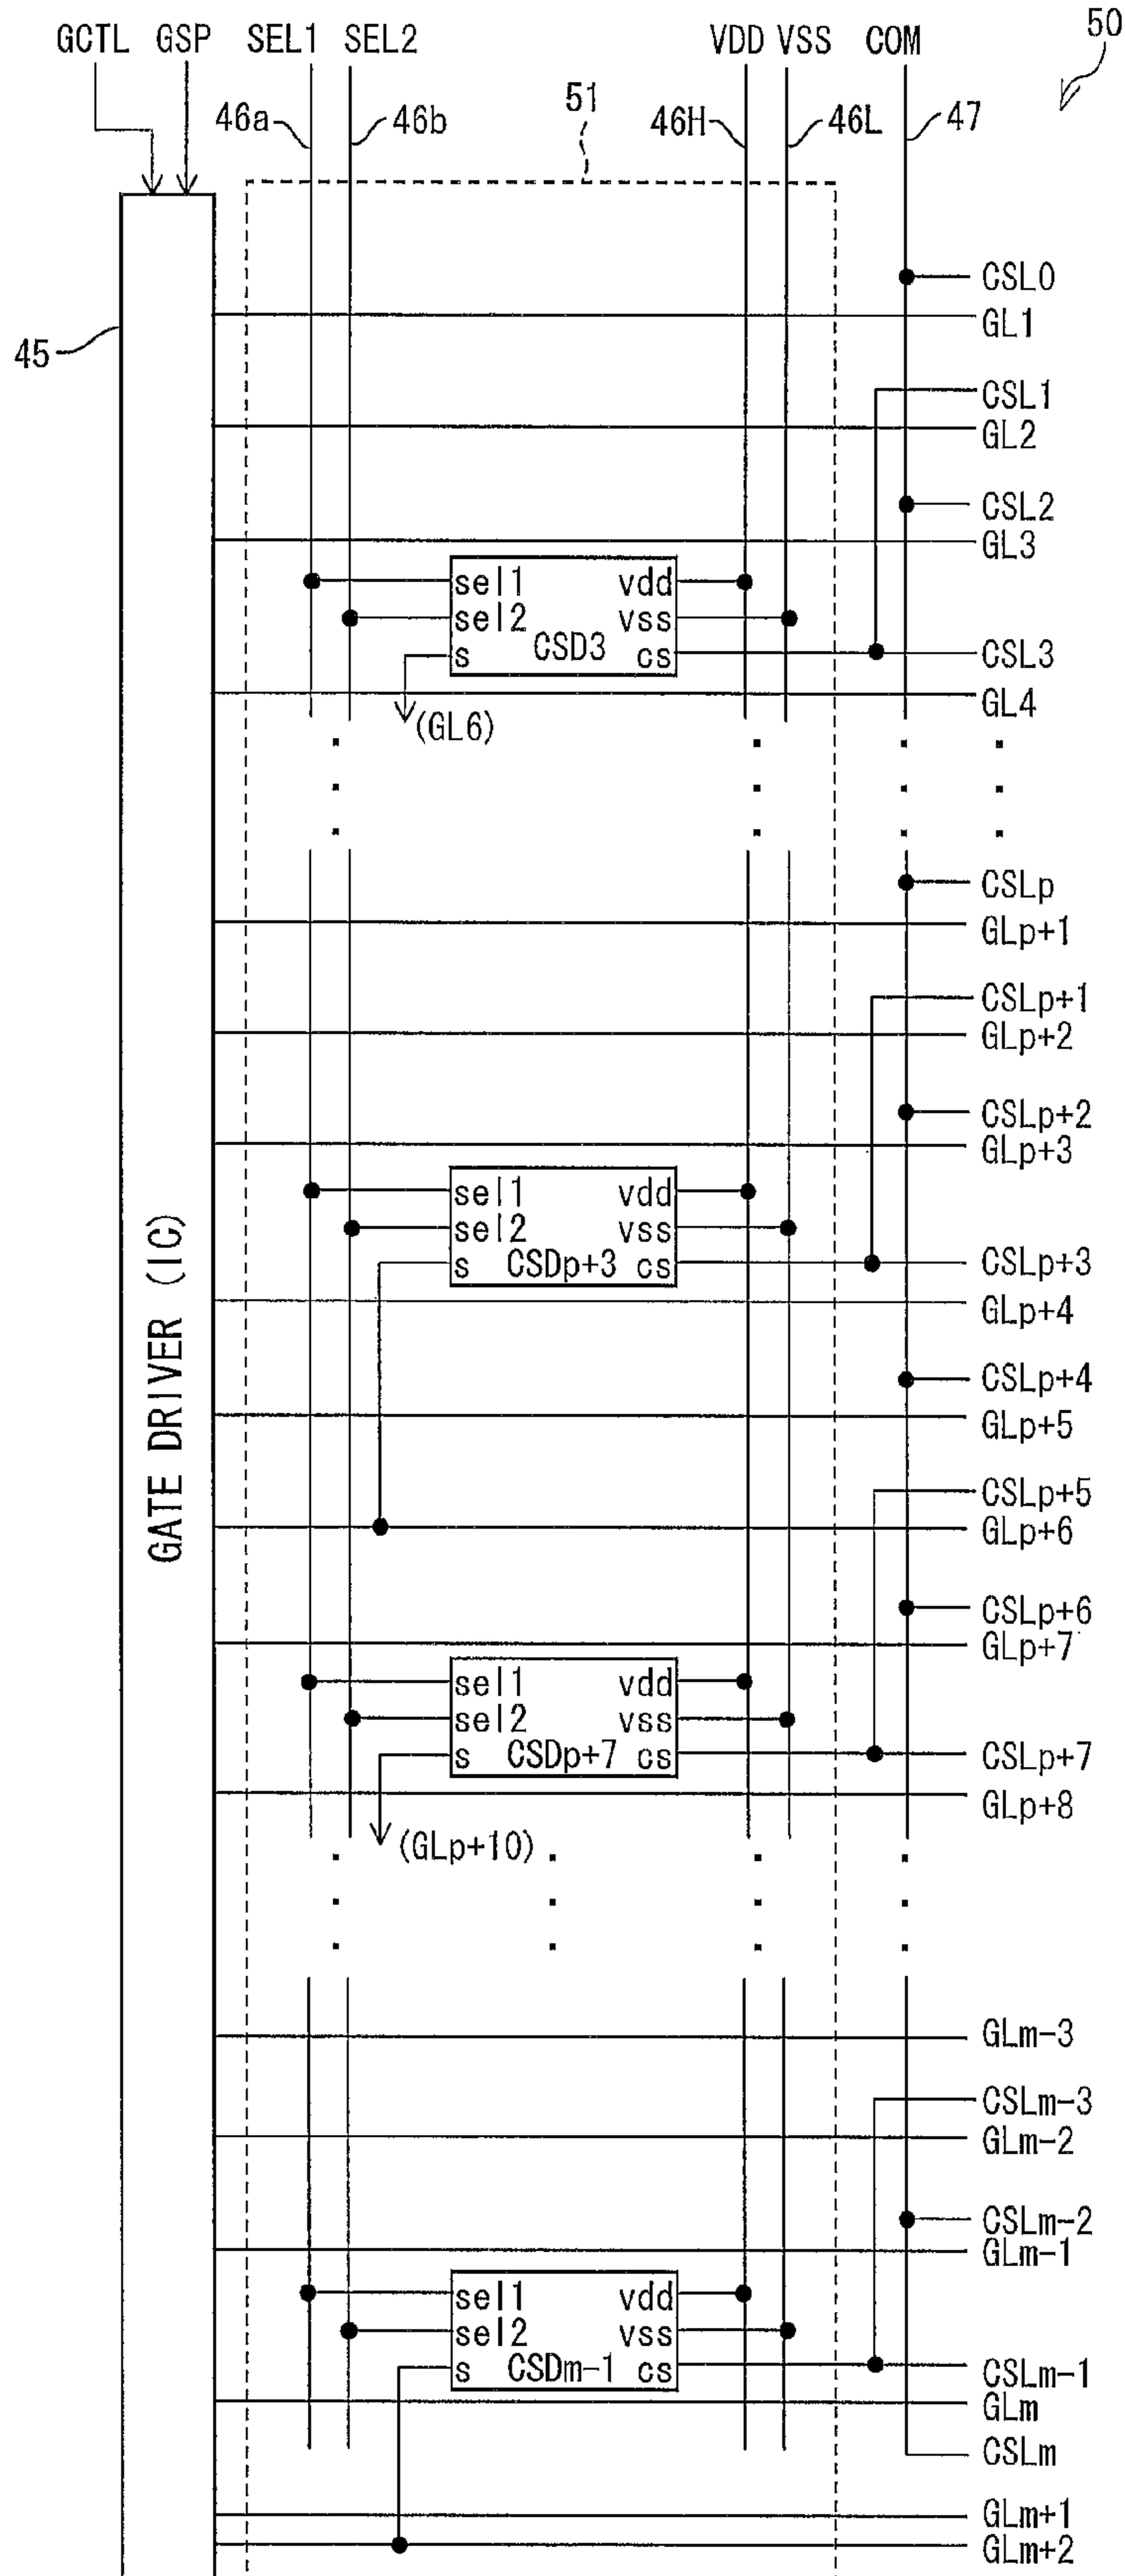 50
GCTL GSP SEL1 SEL2 VDD VSS COM
46a 46b 51 46H 46L 47
CSL0
GL1
45
CSL1
GL2
CSL2
GL3
sel1 vdd
sel2 vss
s CSD3 cs
CSL3
GL4
(GL6)
CSLp
GLp+1
CSLp+1
GLp+2
CSLp+2
GLp+3
sel1 vdd
sel2 vss
s CSDp+3 cs
CSLp+3
GLp+4
CSLp+4
GLp+5
GATE DRIVER (IC)
CSLp+5
GLp+6
CSLp+6
GLp+7
sel1 vdd
sel2 vss
s CSDp+7 cs
CSLp+7
GLp+8
(GLp+10)
GLm-3
CSLm-3
GLm-2
CSLm-2
GLm-1
sel1 vdd
sel2 vss
s CSDm-1 cs
CSLm-1
GLm
CSLm
GLm+1
GLm+2